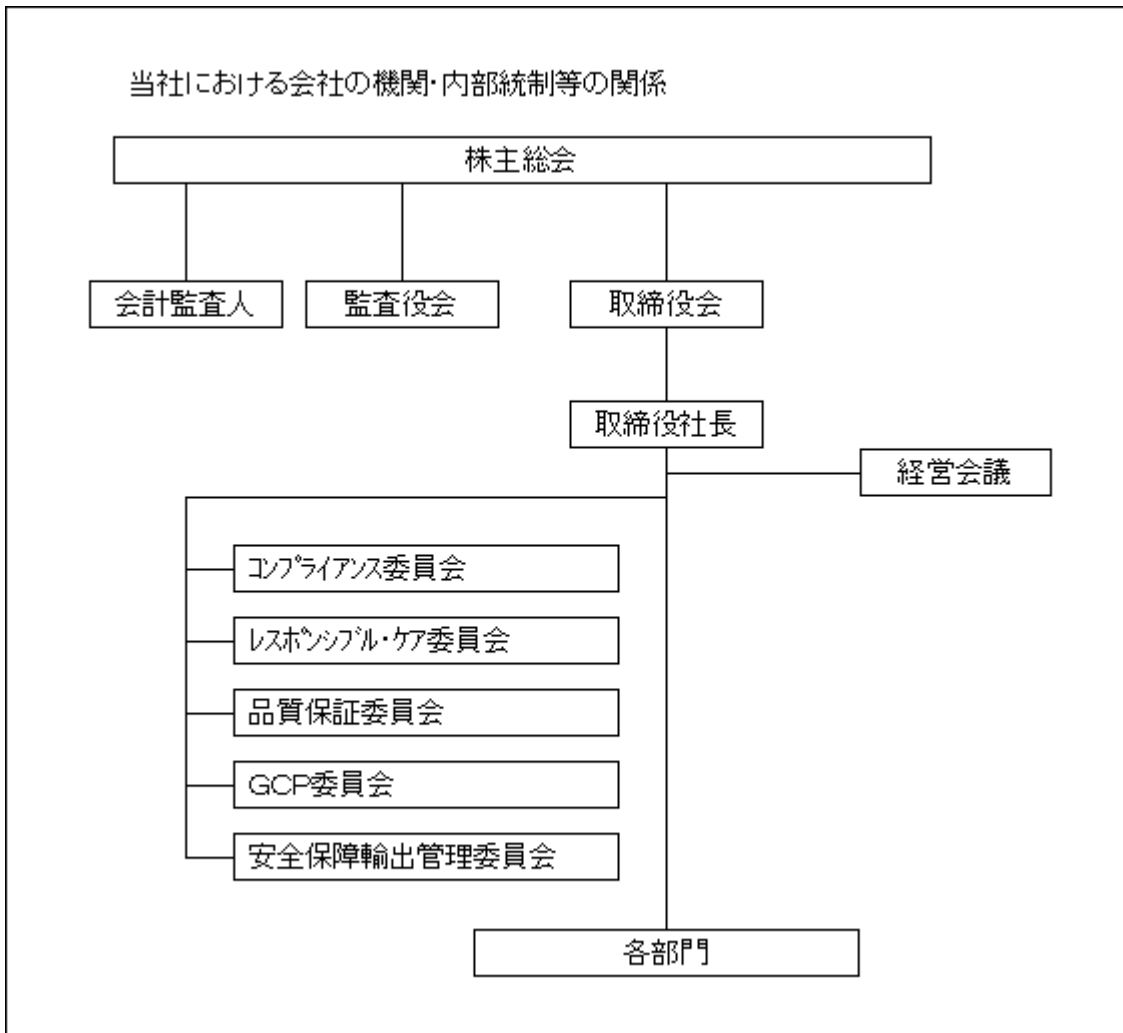 当社における会社の機関・内部統制等の関係
株主総会
会計監査人
監査役会
取締役会
取締役社長
経営会議
コンプライアンス委員会
レスポンシブル・ケア委員会
品質保証委員会
GCP委員会
安全保障輸出管理委員会
各部門